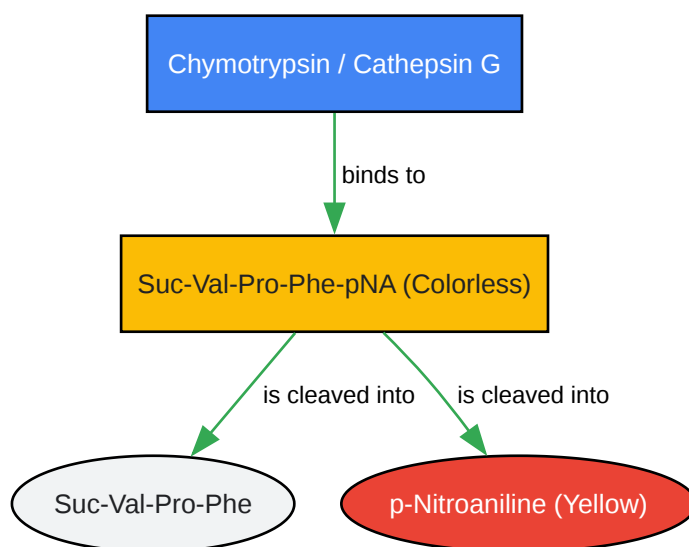 Chymotrypsin / Cathepsin G
binds to
Suc-Val-Pro-Phe-pNA (Colorless)
is cleaved into
is cleaved into
Suc-Val-Pro-Phe
p-Nitroaniline (Yellow)